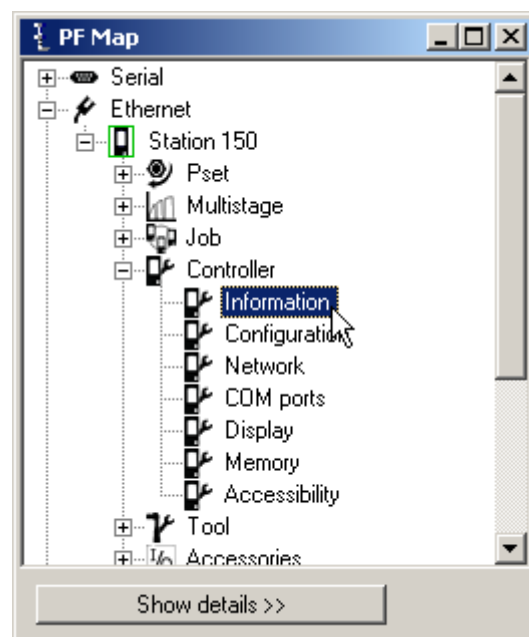 PF Map
Serial
Ethernet
Station 150
Pset
Multistage
Job
Controller
Information
Configuration
Network
COM ports
Display
Memory
Accessibility
Tool
I/o Accessories
Show details >>